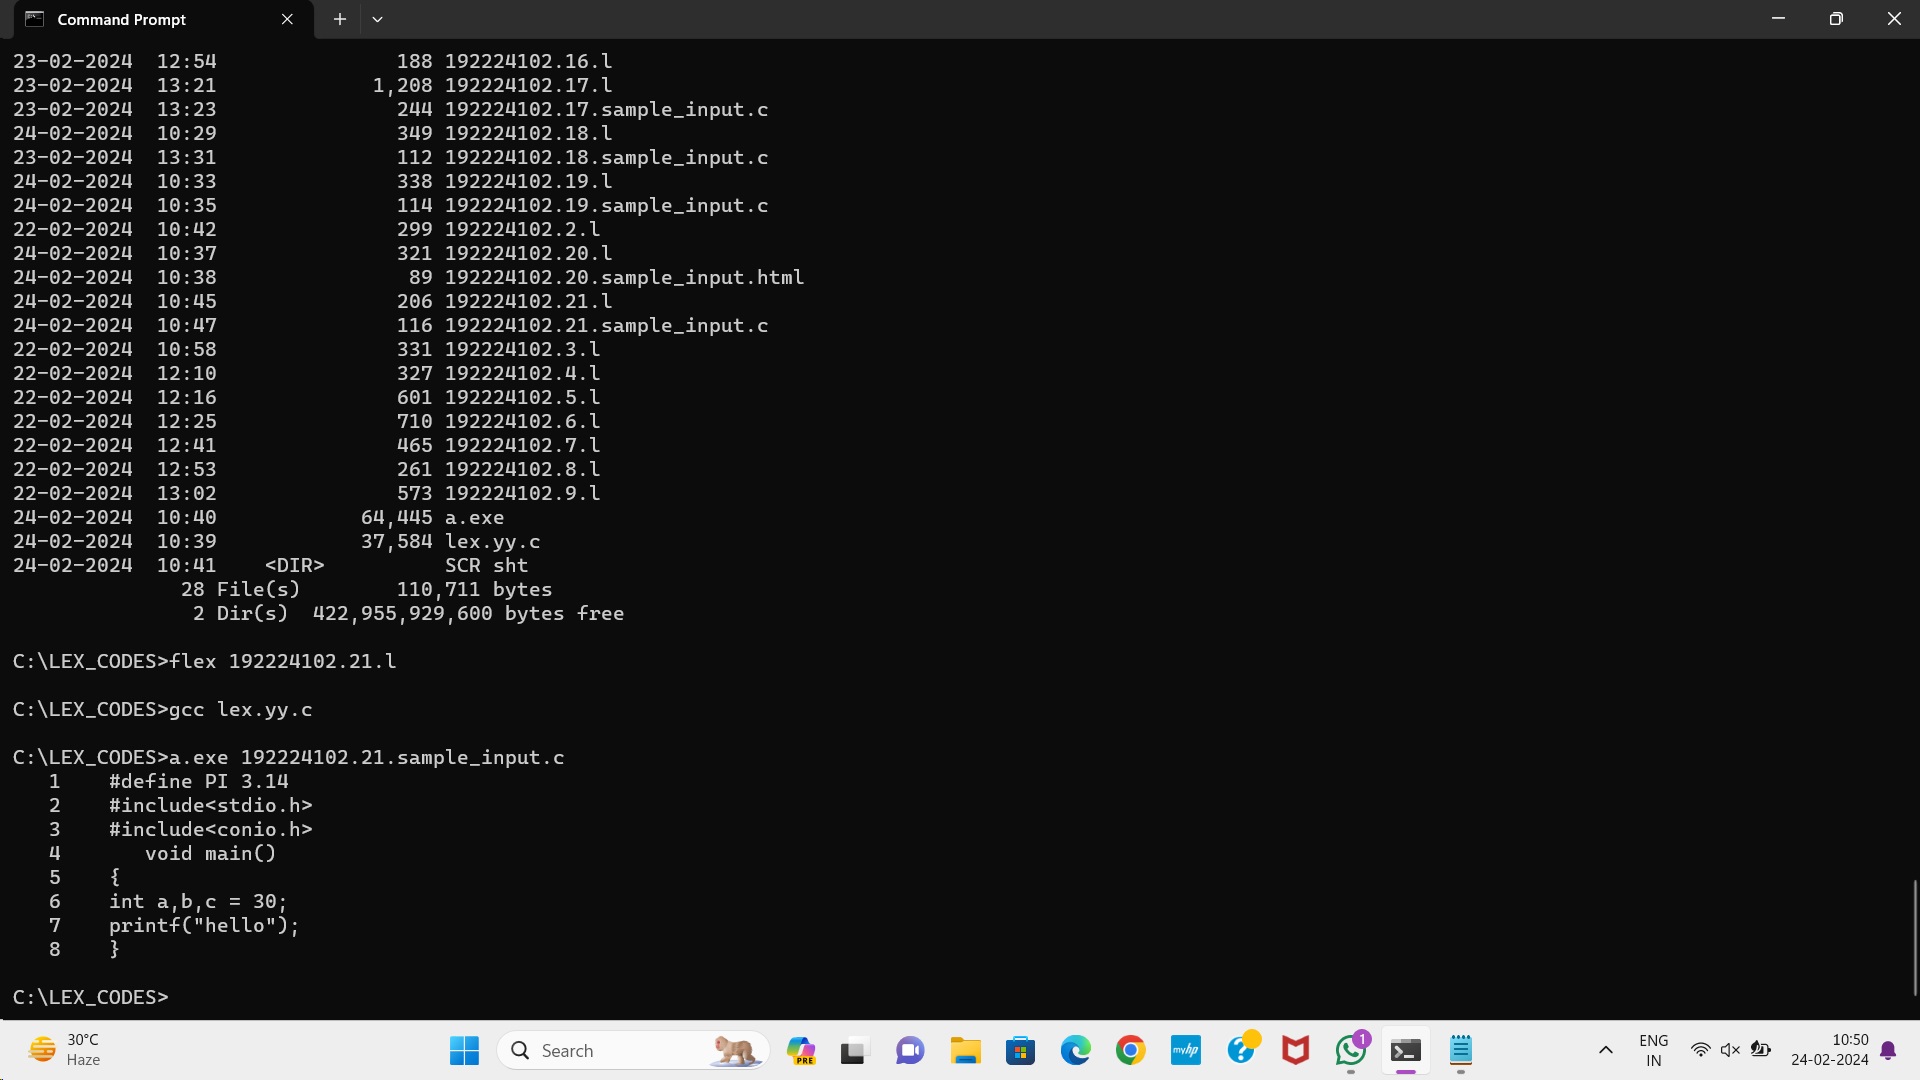 Command Prompt
23-02-2024  12:54               188 192224102.16.l
23-02-2024  13:21             1,208 192224102.17.l
23-02-2024  13:23               244 192224102.17.sample_input.c
24-02-2024  10:29               349 192224102.18.l
23-02-2024  13:31               112 192224102.18.sample_input.c
24-02-2024  10:33               338 192224102.19.l
24-02-2024  10:35               114 192224102.19.sample_input.c
22-02-2024  10:42               299 192224102.2.l
24-02-2024  10:37               321 192224102.20.l
24-02-2024  10:38                89 192224102.20.sample_input.html
24-02-2024  10:45               206 192224102.21.l
24-02-2024  10:47               116 192224102.21.sample_input.c
22-02-2024  10:58               331 192224102.3.l
22-02-2024  12:10               327 192224102.4.l
22-02-2024  12:16               601 192224102.5.l
22-02-2024  12:25               710 192224102.6.l
22-02-2024  12:41               465 192224102.7.l
22-02-2024  12:53               261 192224102.8.l
22-02-2024  13:02               573 192224102.9.l
24-02-2024  10:40            64,445 a.exe
24-02-2024  10:39            37,584 lex.yy.c
24-02-2024  10:41    <DIR>          SCR sht
28 File(s)        110,711 bytes
2 Dir(s)  422,955,929,600 bytes free
C:\LEX_CODES>flex 192224102.21.l
C:\LEX_CODES>gcc lex.yy.c
C:\LEX_CODES>a.exe 192224102.21.sample_input.c
1    #define PI 3.14
2    #include<stdio.h>
3    #include<conio.h>
4       void main()
5    {
6    int a,b,c = 30;
7    printf("hello");
8    }
C:\LEX_CODES>
30°C
Haze
Search
PRE
myhp
1
ENG
IN
10:50
24-02-2024